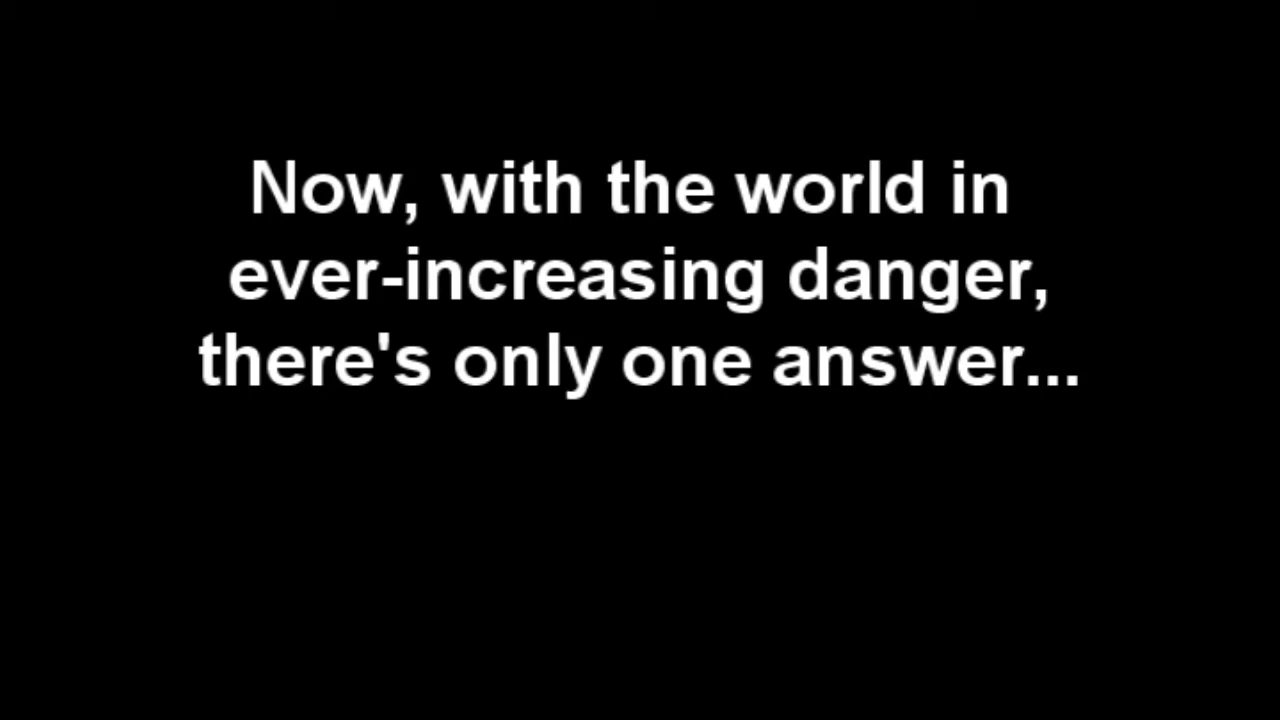 Now, with the world in
ever-increasing danger,
there's only one answer...